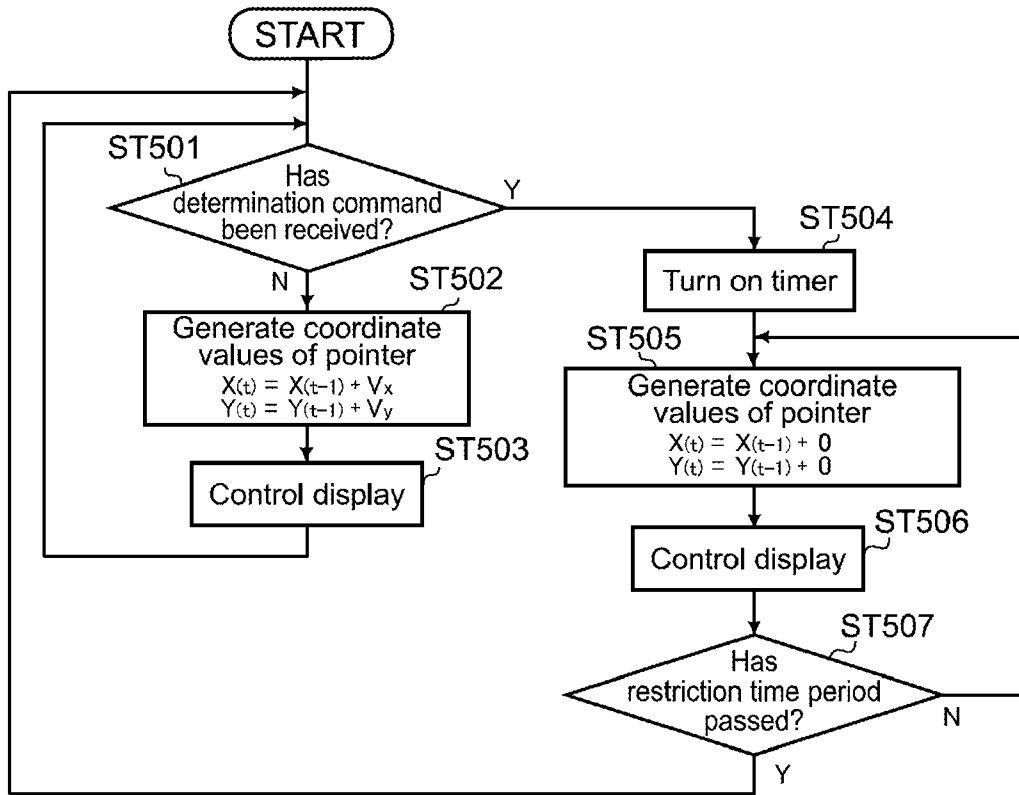 START
ST501
Has
determination command
been received?
Y
N
ST502
Generate coordinate
values of pointer
X(t) = X(t-1) + Vx
Y(t) = Y(t-1) + Vy
ST503
Control display
ST504
Turn on timer
ST505
Generate coordinate
values of pointer
X(t) = X(t-1) + 0
Y(t) = Y(t-1) + 0
ST506
Control display
ST507
Has
restriction time period
passed?
N
Y